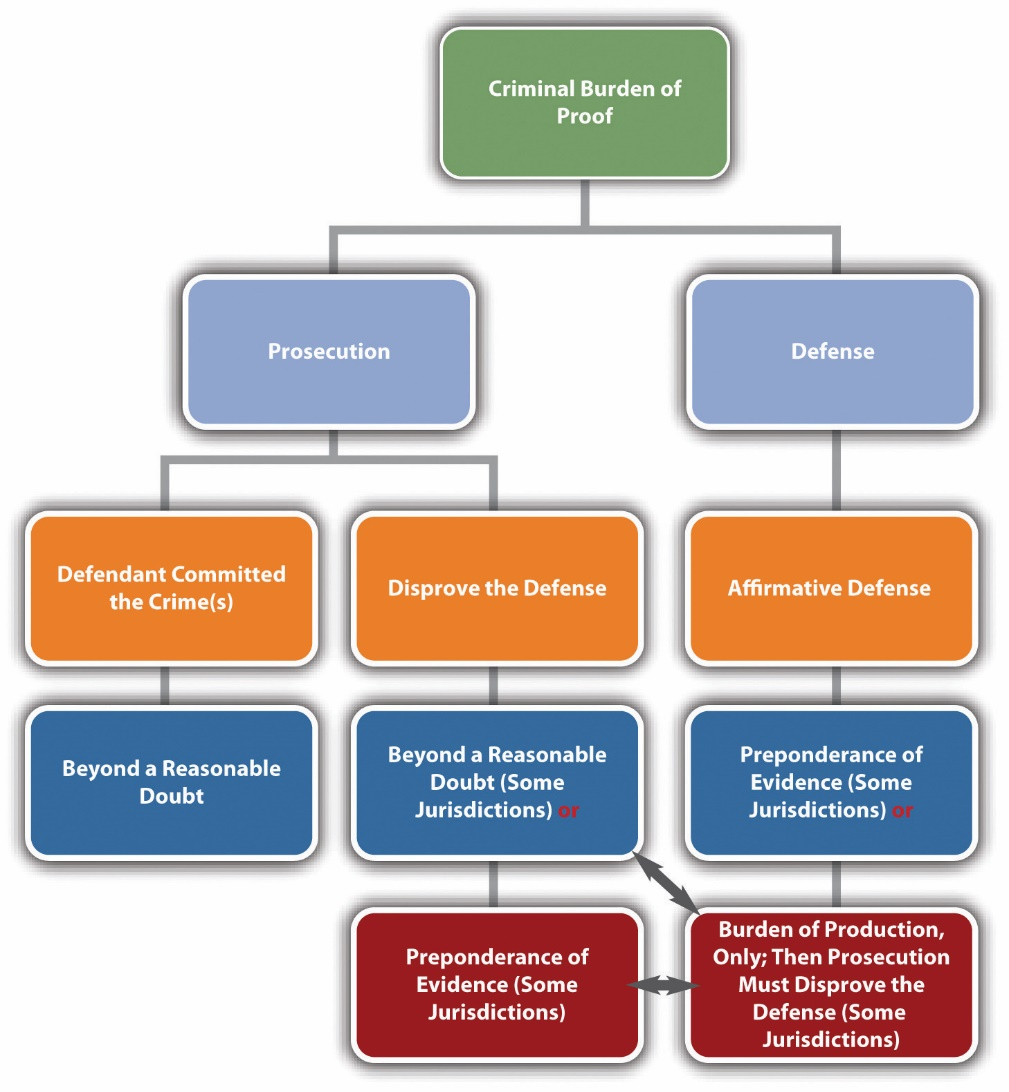 Criminal Burden of
Proof
Prosecution
Defense
Defendant Committed
the Crime(s)
Disprove the Defense
Affirmative Defense
Beyond a Reasonable
Doubt
Beyond a Reasonable
Doubt (Some
Jurisdictions) or
Preponderance of
Evidence (Some
Jurisdictions) or
Preponderance of
Evidence (Some
Jurisdictions)
Burden of Production,
Only; Then Prosecution
Must Disprove the
Defense (Some
Jurisdictions)